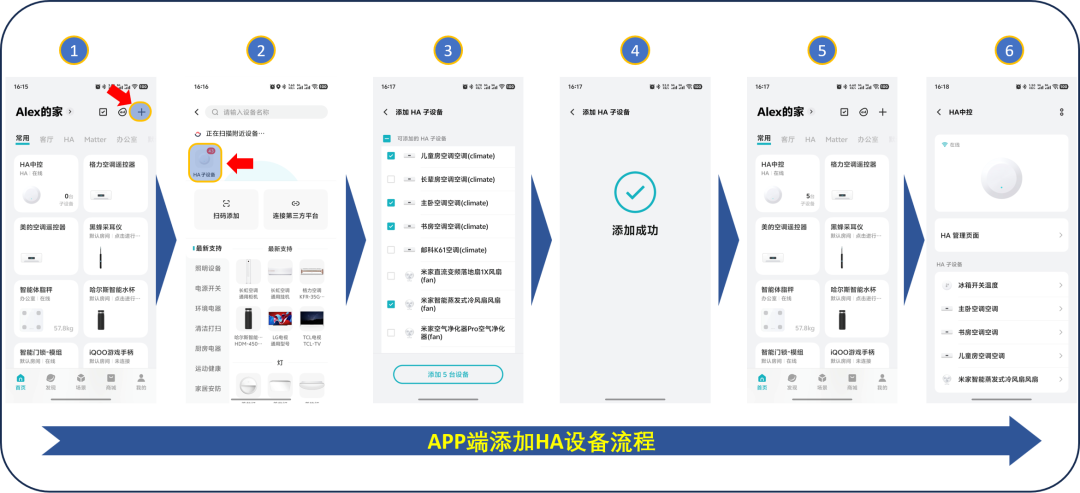 1
2
3
4
5
6
16:15
Alex的家
常用 客厅 HA Matter 办公室
HA中控
HA · 在线
0台
子设备
格力空调遥控器
美的空调遥控器
黑蜂采耳仪
默认房间 · 点击进行…
智能体脂秤
办公室 · 在线
57.8kg
哈尔斯智能水杯
默认房间 · 点击进行…
智能门锁-模组
默认房间 · 在线
iQOO游戏手柄
默认房间 · 未连接
首页 发现 场景 商城 我的
16:16
请输入设备名称
正在扫描附近设备…
HA 子设备
扫码添加
连接第三方平台
最新支持
照明设备
电源开关
环境电器
清洁打扫
厨房电器
运动健康
家居安防
最新支持
长虹空调
通用柜机
长虹空调
通用挂机
格力空调
KFR-35G…
哈尔斯智能…
HDM-450…
LG电视
通用型号
TCL电视
TCL-TV
灯
16:17
添加 HA 子设备
可添加的 HA 子设备
儿童房空调空调(climate)
长辈房空调空调(climate)
主卧空调空调(climate)
书房空调空调(climate)
邮科K61空调(climate)
米家直流变频落地扇1X风扇
(fan)
米家智能蒸发式冷风扇风扇
(fan)
米家空气净化器Pro空气净化
器(fan)
添加 5 台设备
16:17
添加 HA 子设备
添加成功
16:17
Alex的家
常用 客厅 HA Matter 办公室
HA中控
HA · 在线
5台
子设备
格力空调遥控器
美的空调遥控器
黑蜂采耳仪
默认房间 · 点击进行…
智能体脂秤
办公室 · 在线
57.8kg
哈尔斯智能水杯
默认房间 · 点击进行…
智能门锁-模组
默认房间 · 在线
iQOO游戏手柄
默认房间 · 未连接
首页 发现 场景 商城 我的
16:18
HA中控
在线
HA 管理页面
HA 子设备
冰箱开关温度
主卧空调空调
书房空调空调
儿童房空调空调
米家智能蒸发式冷风扇风扇
APP端添加HA设备流程